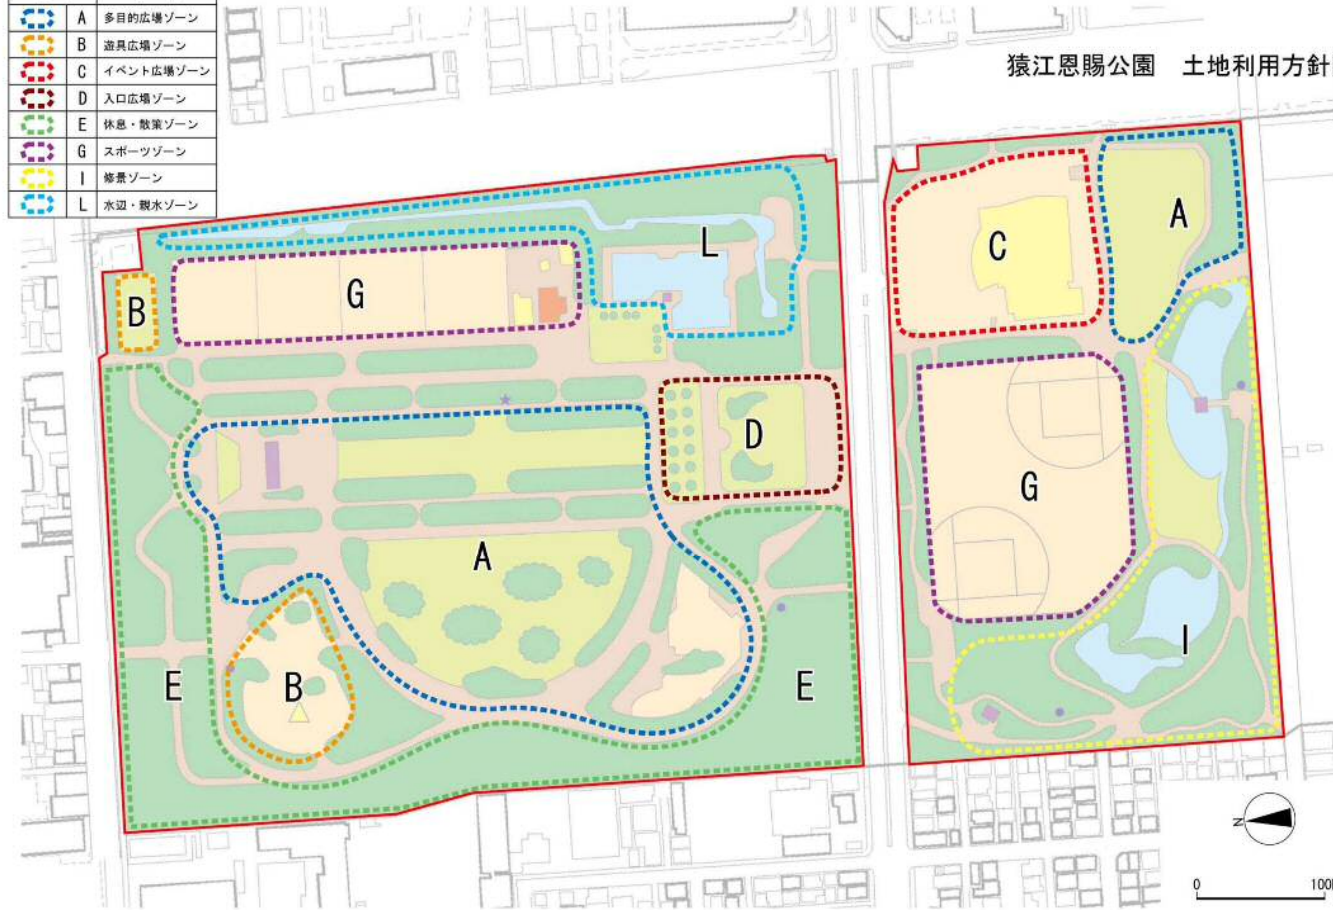 A 多目的広場ゾーン
B 遊具広場ゾーン
C イベント広場ゾーン
D 入口広場ゾーン
E 休息・散策ゾーン
G スポーツゾーン
I 修景ゾーン
L 水辺・親水ゾーン
猿江恩賜公園 土地利用方針
A
C
L
B
G
D
G
A
E
B
E
I
N
0 100